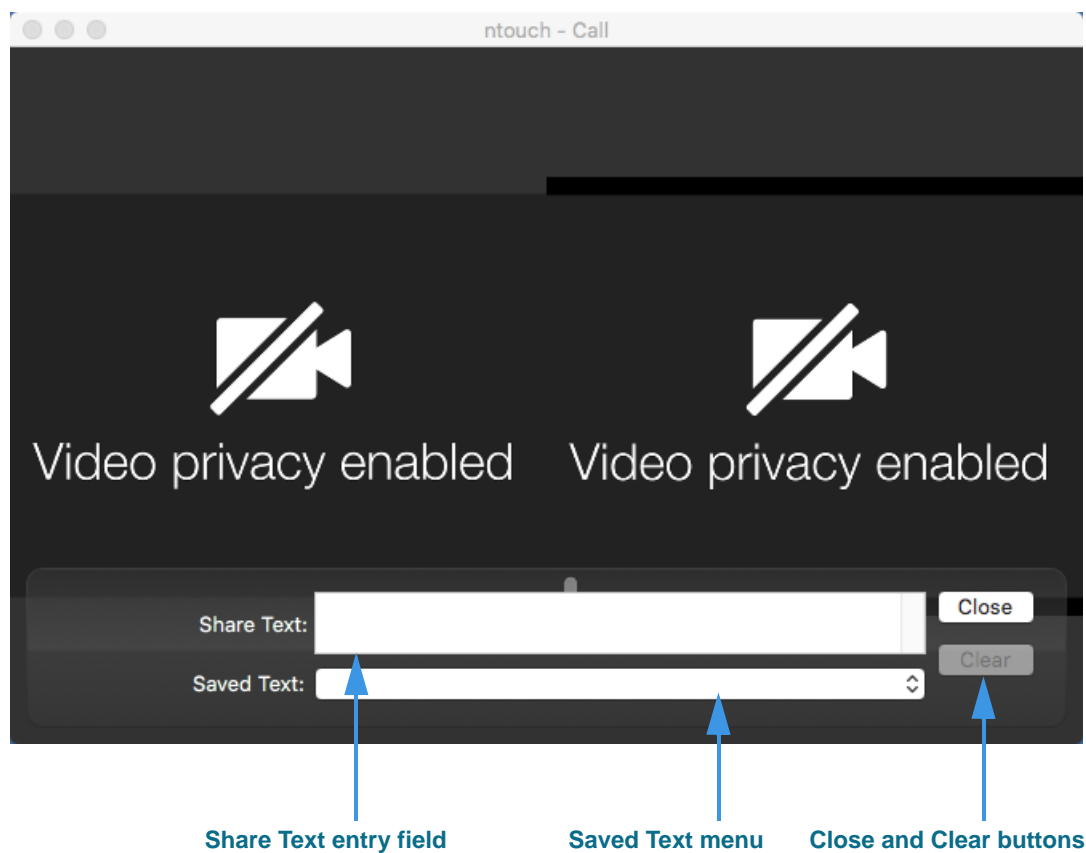 ntouch - Call
Video privacy enabled
Video privacy enabled
Share Text:
Close
Saved Text:
Clear
Share Text entry field
Saved Text menu
Close and Clear buttons